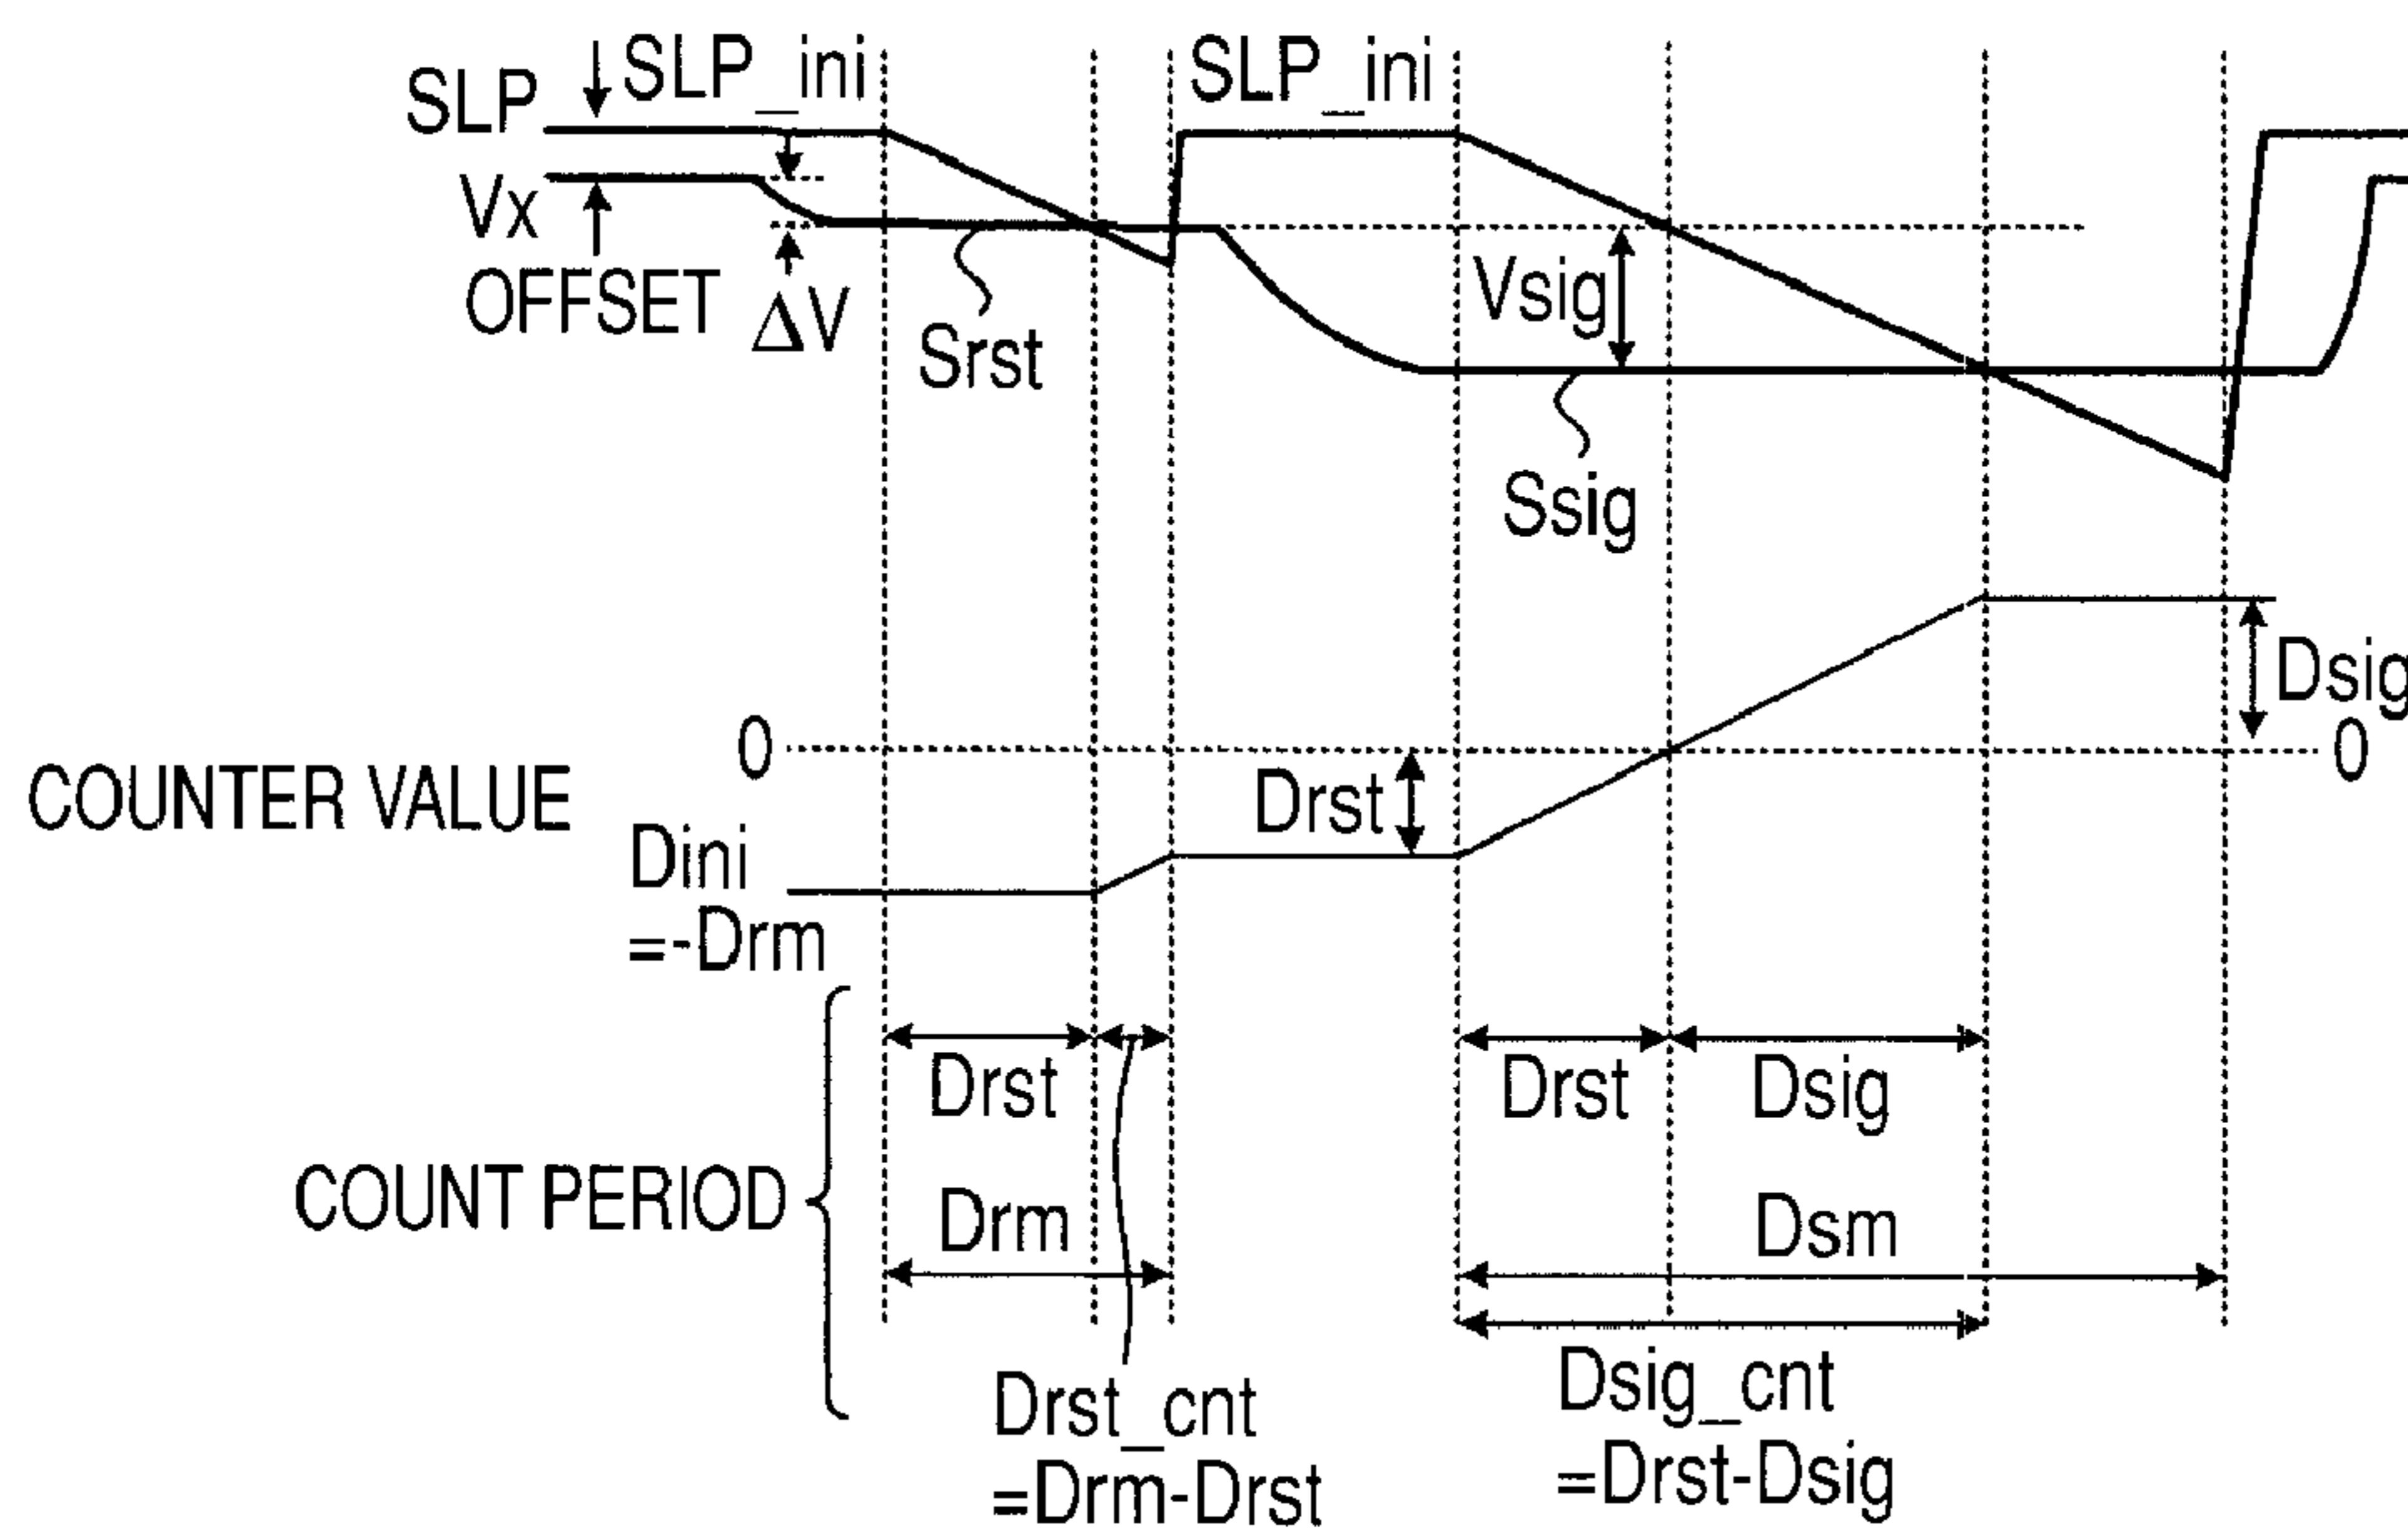 SLP
SLP_ini
SLP_ini
Vx
OFFSET
ΔV
Srst
Vsig
Ssig
Dsig
0
0
COUNTER VALUE
Drst
Dini
=-Drm
Drst
Drst
Dsig
COUNT PERIOD
Drm
Dsm
Drst_cnt
=Drm-Drst
Dsig_cnt
=Drst-Dsig